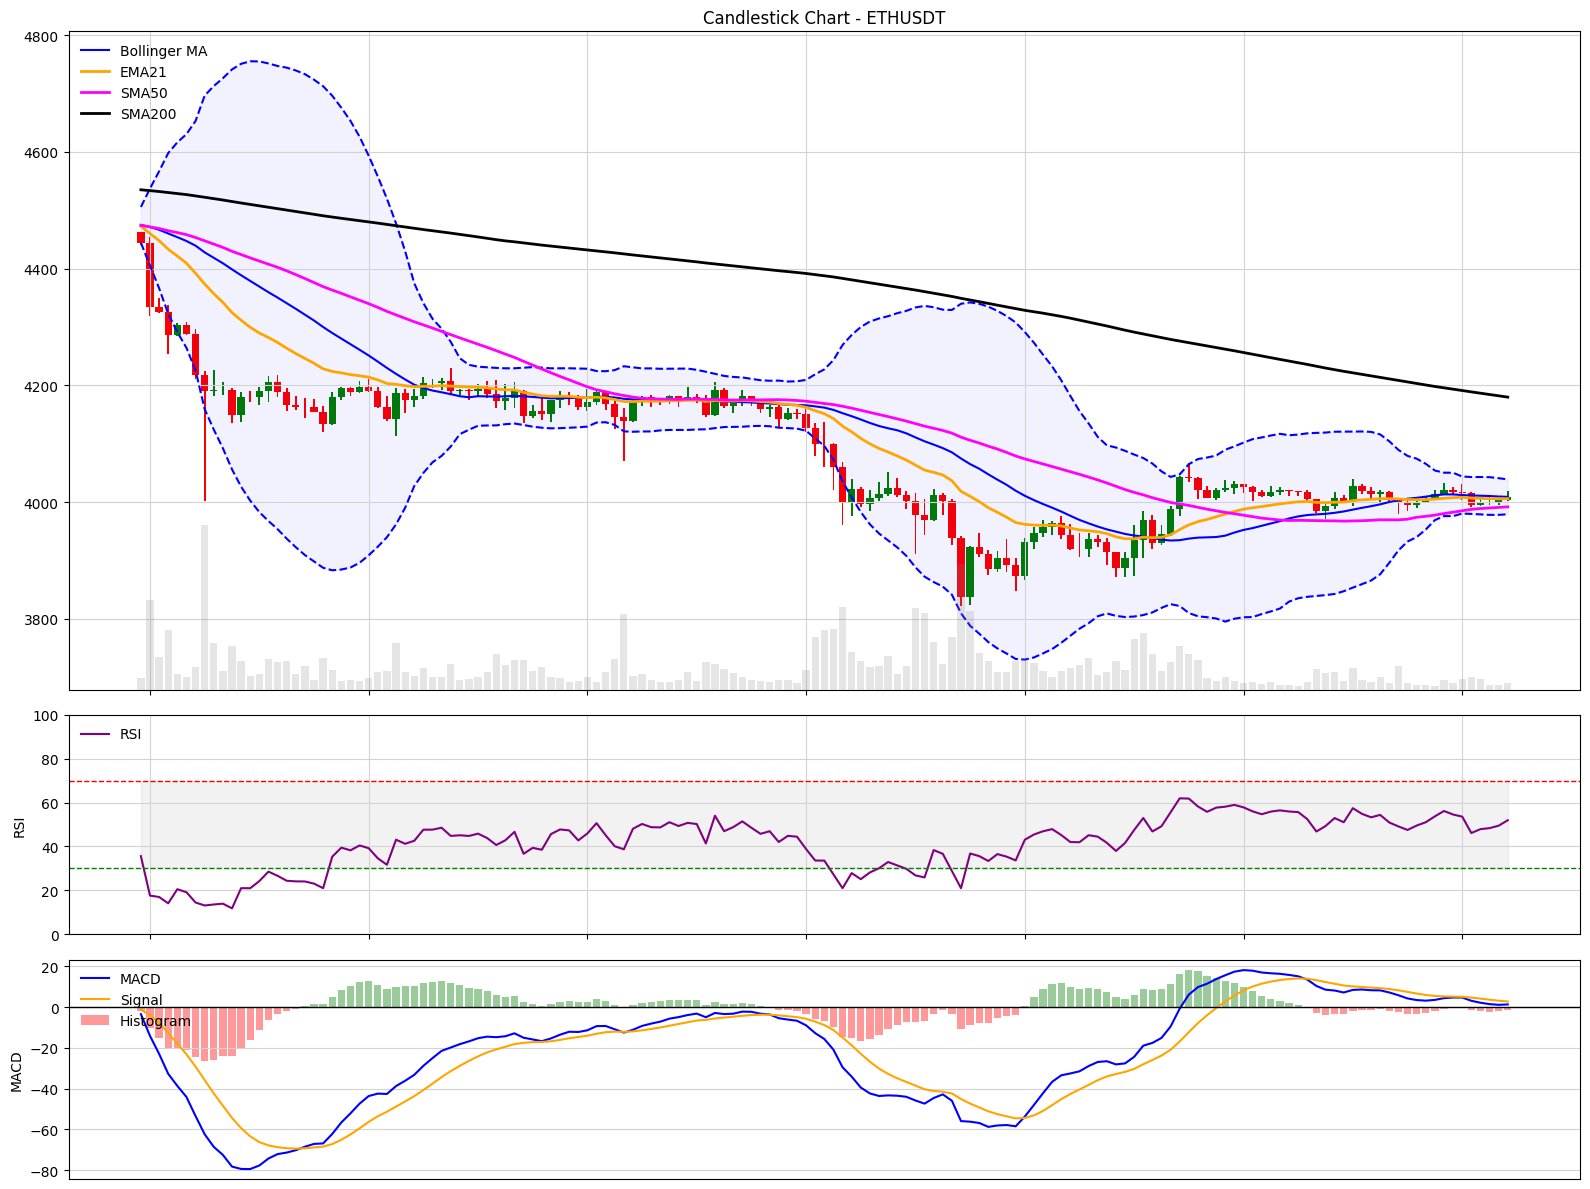 Candlestick Chart - ETHUSDT
4800
4600
4400
4200
4000
3800
Bollinger MA
EMA21
SMA50
SMA200
100
80
60
40
20
0
RSI
RSI
20
0
−20
−40
−60
−80
MACD
MACD
Signal
Histogram